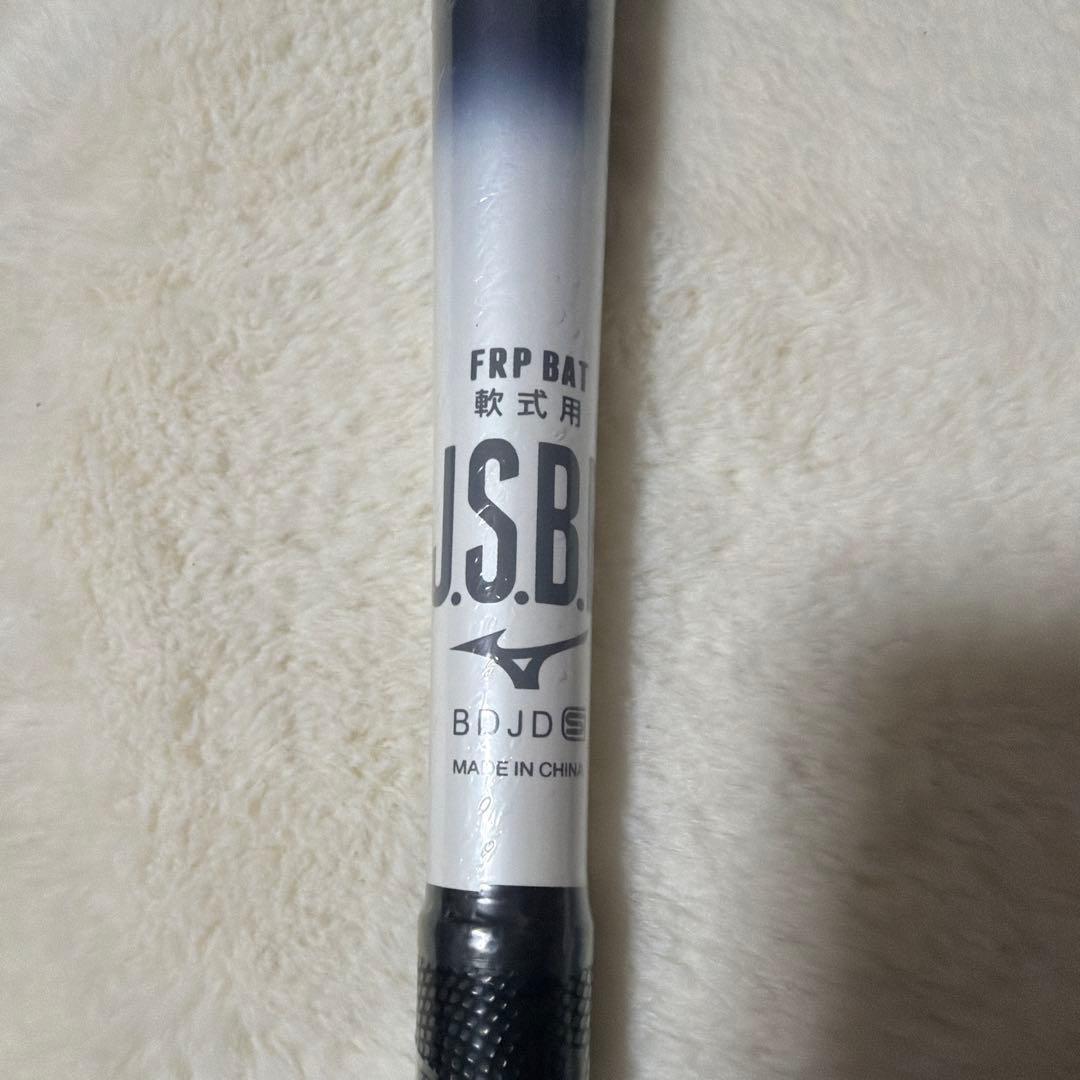 FRP BAT
軟式用
J.S.B.
BDJD S
MADE IN CHINA